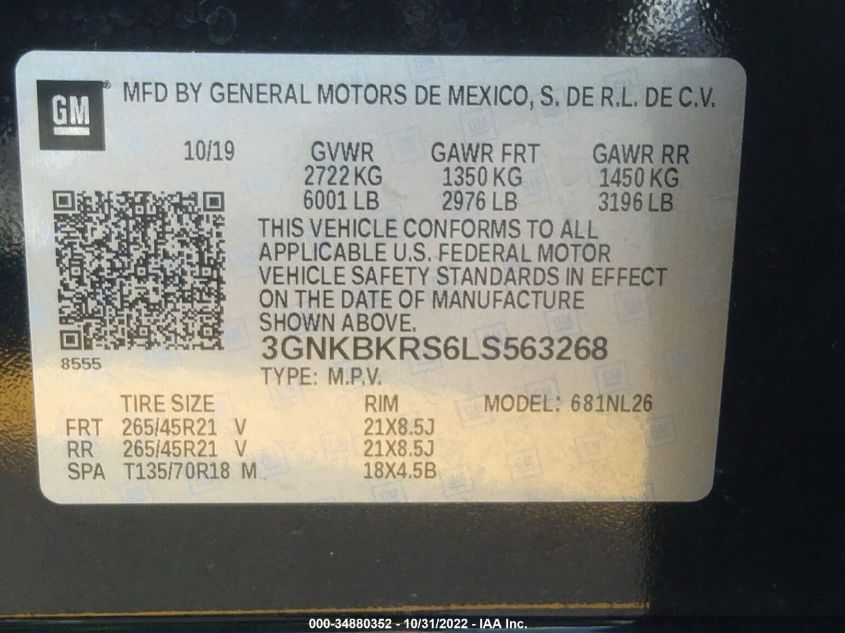 GM ® MFD BY GENERAL MOTORS DE MEXICO, S. DE R.L. DE C.V.
10/19 GVWR GAWR FRT GAWR RR
2722 KG 1350 KG 1450 KG
6001 LB 2976 LB 3196 LB
THIS VEHICLE CONFORMS TO ALL
APPLICABLE U.S. FEDERAL MOTOR
VEHICLE SAFETY STANDARDS IN EFFECT
ON THE DATE OF MANUFACTURE
SHOWN ABOVE.
8555
3GNKBKRS6LS563268
TYPE: M.P.V.
TIRE SIZE RIM MODEL: 681NL26
FRT 265/45R21 V 21X8.5J
RR 265/45R21 V 21X8.5J
SPA T135/70R18 M 18X4.5B
000-34880352 - 10/31/2022 - IAA Inc.